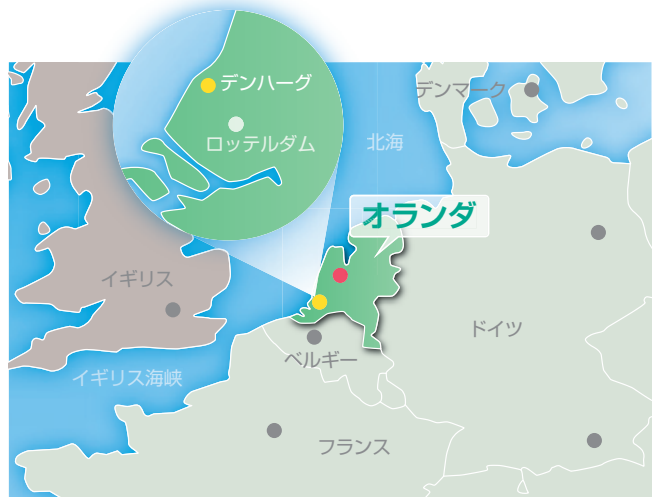 デンハーグ
デンマーク
ロッテルダム
北海
オランダ
イギリス
ドイツ
ベルギー
イギリス海峡
フランス